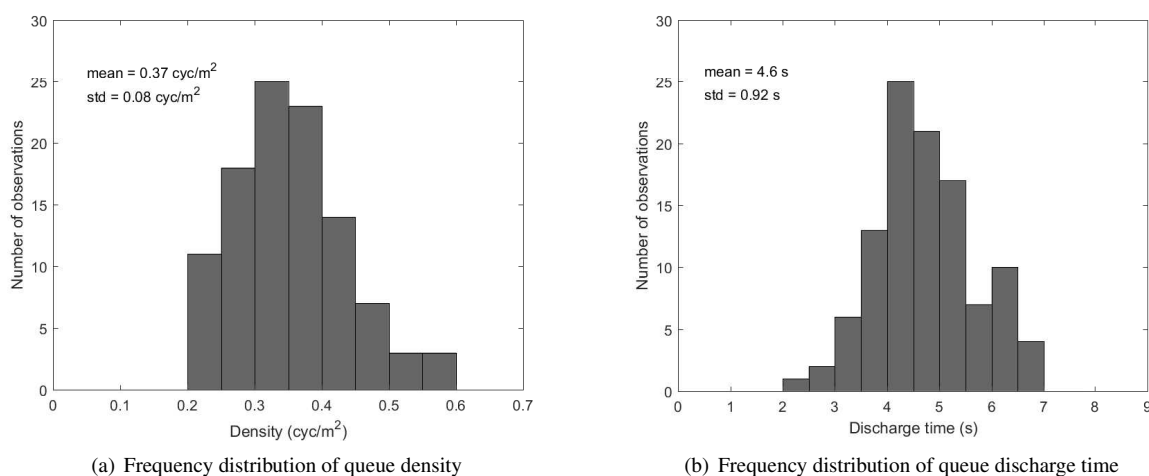 30
25
20
15
10
5
0
Number of observations
mean = 0.37 cyc/m²
std = 0.08 cyc/m²
0 0.1 0.2 0.3 0.4 0.5 0.6 0.7
Density (cyc/m²)
(a) Frequency distribution of queue density
30
25
20
15
10
5
0
Number of observations
mean = 4.6 s
std = 0.92 s
0 1 2 3 4 5 6 7 8 9
Discharge time (s)
(b) Frequency distribution of queue discharge time